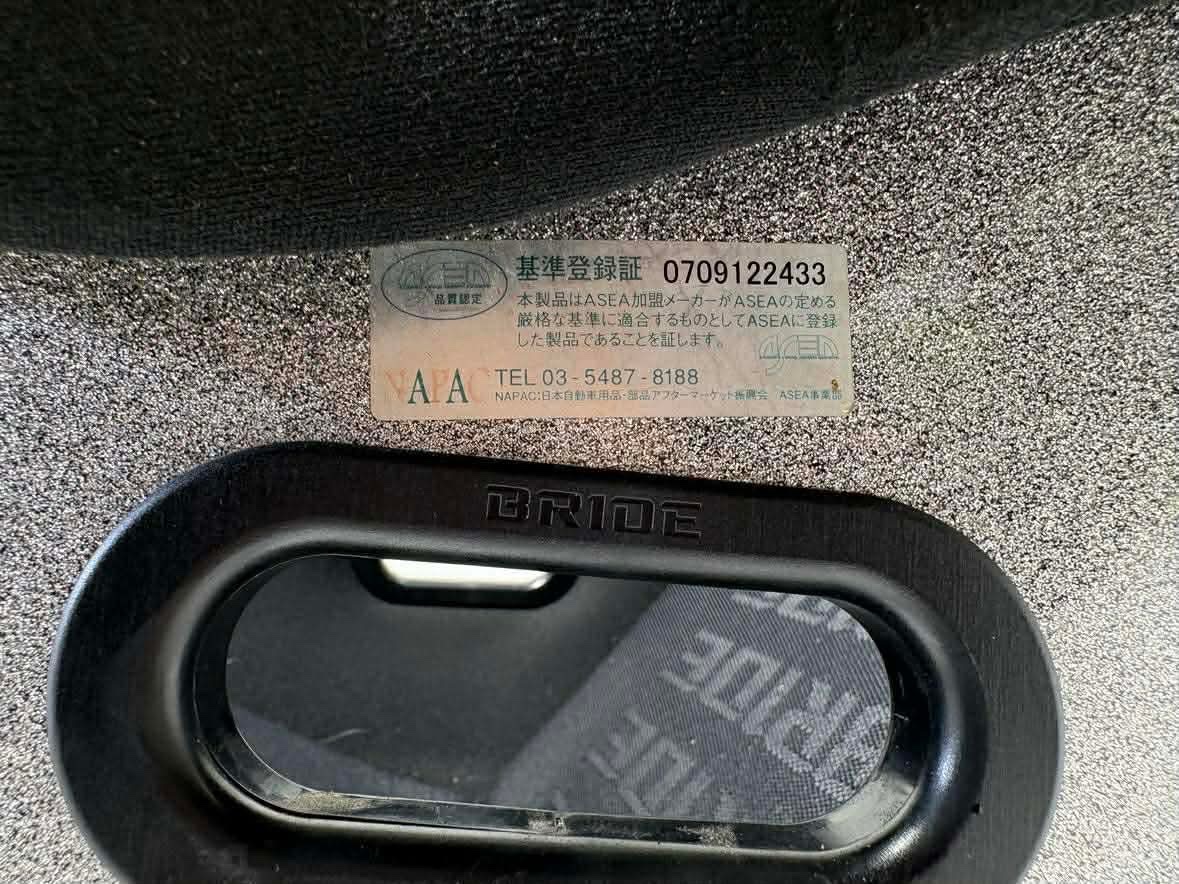 ASEA
品質認定
基準登録証 0709122433
本製品はASEA加盟メーカーがASEAの定める
厳格な基準に適合するものとしてASEAに登録
した製品であることを証します。
ASEA
NAPAC
TEL 03-5487-8188
NAPAC:日本自動車用品・部品アフターマーケット振興会 ASEA事業部
BRIDE
BRIDE